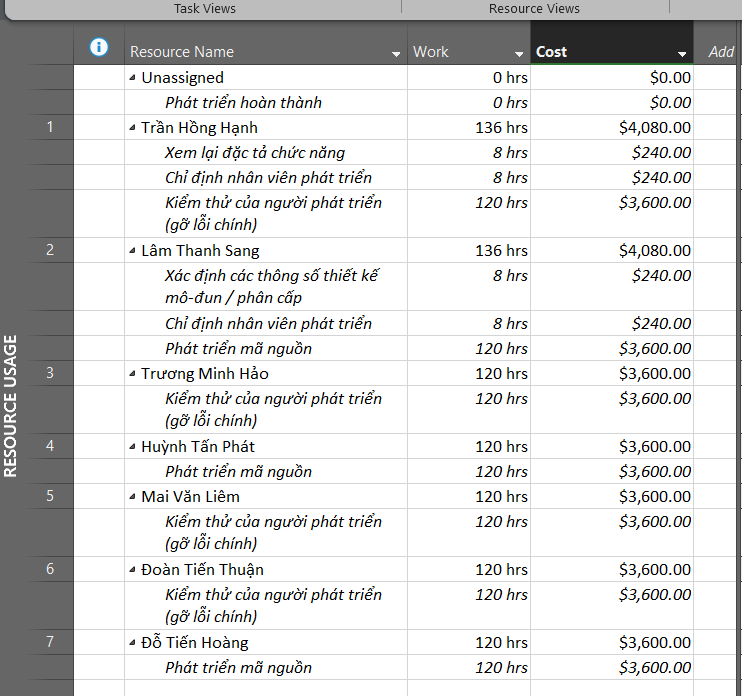 Task Views Resource Views
Resource Name Work Cost Add
Unassigned 0 hrs $0.00
Phát triển hoàn thành 0 hrs $0.00
1 Trần Hồng Hạnh 136 hrs $4,080.00
Xem lại đặc tả chức năng 8 hrs $240.00
Chỉ định nhân viên phát triển 8 hrs $240.00
Kiểm thử của người phát triển 120 hrs $3,600.00
(gỡ lỗi chính)
2 Lâm Thanh Sang 136 hrs $4,080.00
Xác định các thông số thiết kế 8 hrs $240.00
mô-đun / phân cấp
Chỉ định nhân viên phát triển 8 hrs $240.00
Phát triển mã nguồn 120 hrs $3,600.00
3 Trương Minh Hảo 120 hrs $3,600.00
Kiểm thử của người phát triển 120 hrs $3,600.00
(gỡ lỗi chính)
4 Huỳnh Tấn Phát 120 hrs $3,600.00
Phát triển mã nguồn 120 hrs $3,600.00
5 Mai Văn Liêm 120 hrs $3,600.00
Kiểm thử của người phát triển 120 hrs $3,600.00
(gỡ lỗi chính)
6 Đoàn Tiến Thuận 120 hrs $3,600.00
Kiểm thử của người phát triển 120 hrs $3,600.00
(gỡ lỗi chính)
7 Đỗ Tiến Hoàng 120 hrs $3,600.00
Phát triển mã nguồn 120 hrs $3,600.00
RESOURCE USAGE